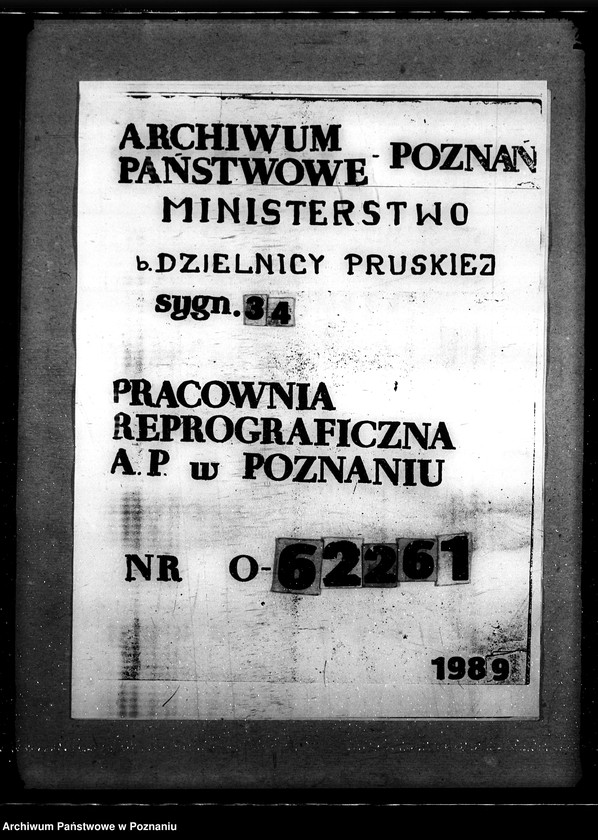 ARCHIWUM
PAŃSTWOWE - POZNAŃ
MINISTERSTWO
b. DZIELNICY PRUSKIEJ
sygn. 34
PRACOWNIA
REPROGRAFICZNA
A.P. w POZNANIU
NR O-62261
1989
Archiwum Państwowe w Poznaniu